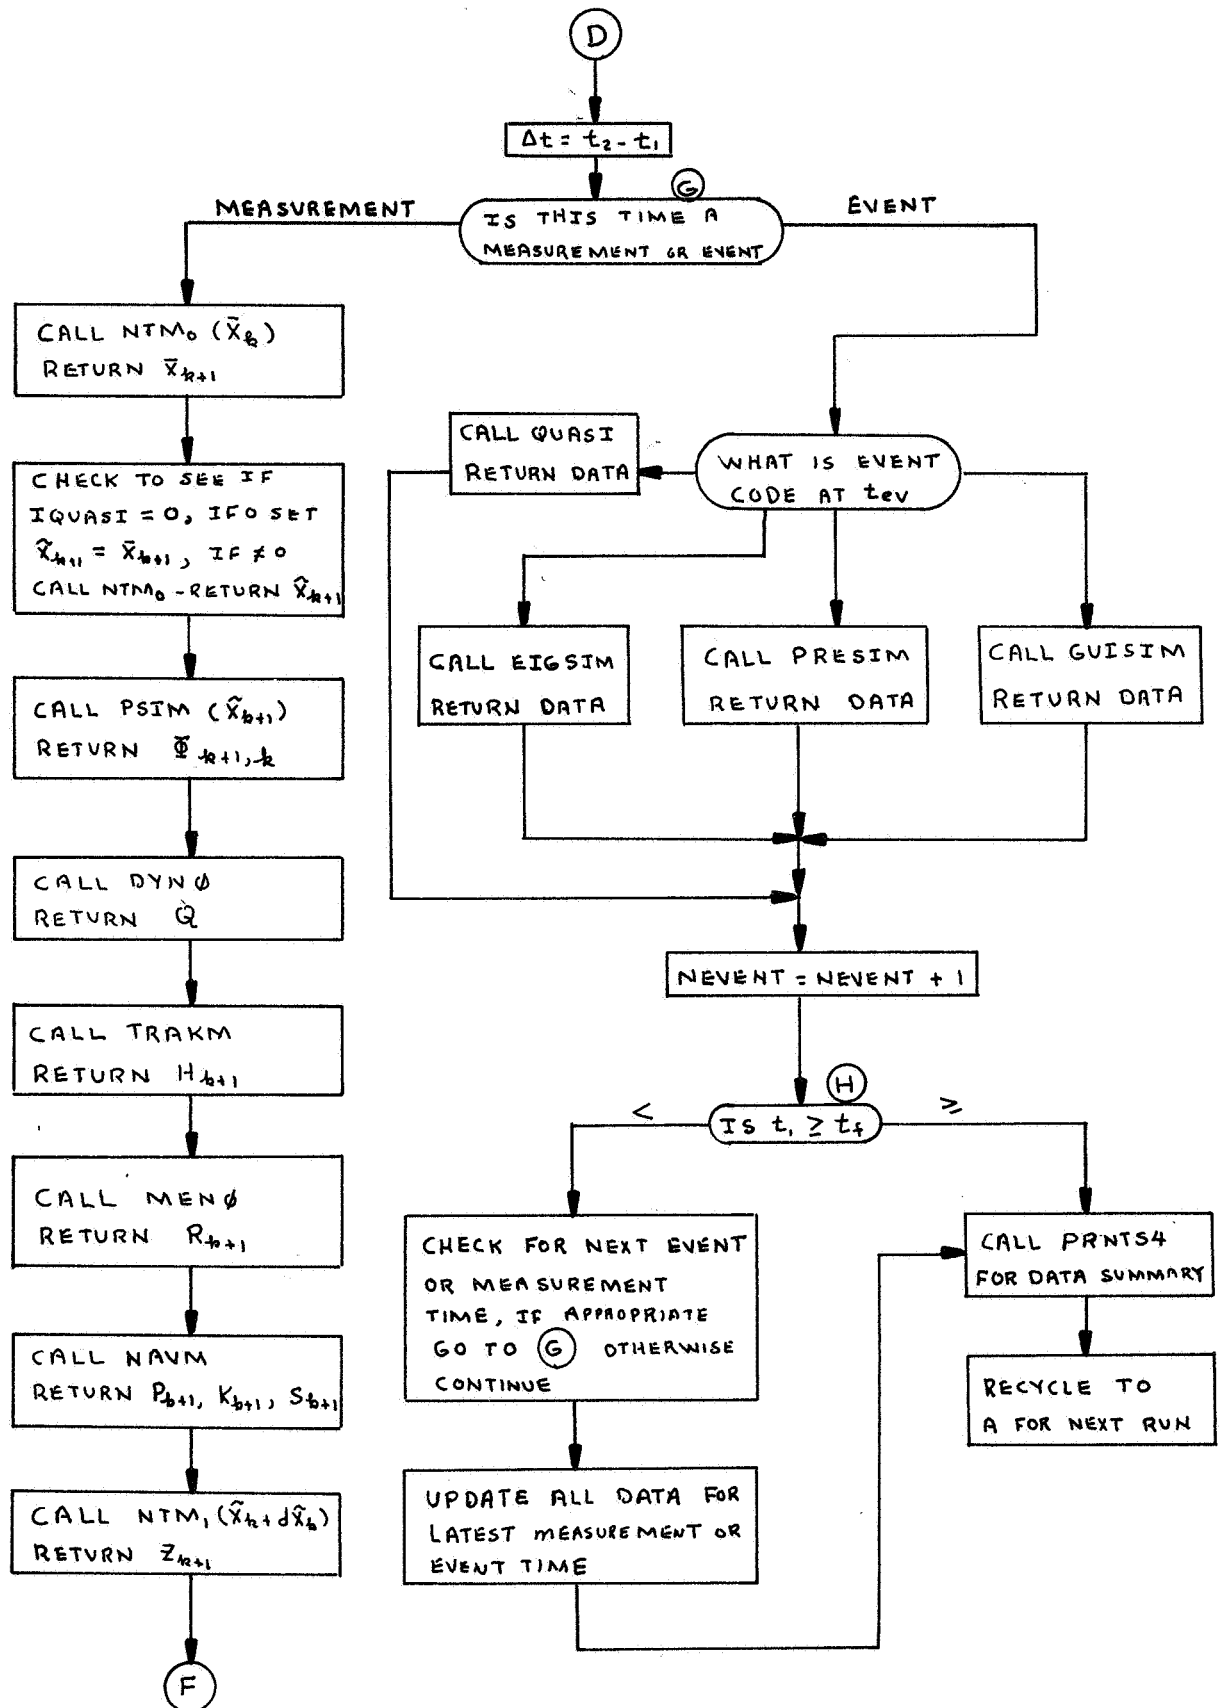 D
Δt = t₂ - t₁
G
IS THIS TIME A
MEASUREMENT OR EVENT
MEASUREMENT
EVENT
CALL NTM₀ (X̄ₖ)
RETURN X̄ₖ₊₁
CHECK TO SEE IF
IQUASI = 0, IF 0 SET
X̃ₖ₊₁ = X̄ₖ₊₁, IF ≠ 0
CALL NTM₀ - RETURN X̃ₖ₊₁
CALL PSIM (X̃ₖ₊₁)
RETURN Φ̃ₖ₊₁,ₖ
CALL DYNØ
RETURN Q
CALL TRAKM
RETURN Hₖ₊₁
CALL MENØ
RETURN Rₖ₊₁
CALL NAVM
RETURN Pₖ₊₁, Kₖ₊₁, Sₖ₊₁
CALL NTM₁ (X̃ₖ + dX̃ₖ)
RETURN Zₖ₊₁
F
WHAT IS EVENT
CODE AT tev
CALL QUASI
RETURN DATA
CALL EIGSIM
RETURN DATA
CALL PRESIM
RETURN DATA
CALL GUISIM
RETURN DATA
NEVENT = NEVENT + 1
H
IS t₁ ≥ tf
<
≥
CHECK FOR NEXT EVENT
OR MEASUREMENT
TIME, IF APPROPRIATE
GO TO G OTHERWISE
CONTINUE
UPDATE ALL DATA FOR
LATEST MEASUREMENT OR
EVENT TIME
CALL PRNTS4
FOR DATA SUMMARY
RECYCLE TO
A FOR NEXT RUN